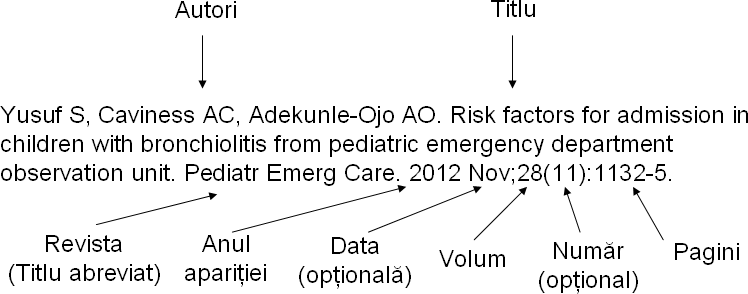 Autori
Titlu
Yusuf S, Caviness AC, Adekunle-Ojo AO. Risk factors for admission in
children with bronchiolitis from pediatric emergency department
observation unit. Pediatr Emerg Care. 2012 Nov;28(11):1132-5.
Revista
(Titlu abreviat)
Anul
apariției
Data
(opțională)
Volum
Număr
(opțional)
Pagini